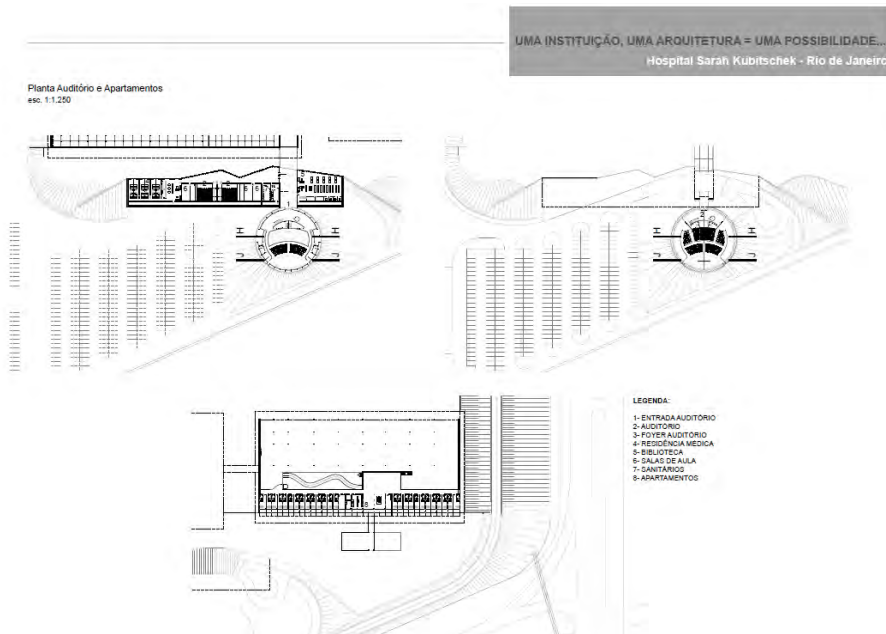 UMA INSTITUIÇÃO, UMA ARQUITETURA = UMA POSSIBILIDADE...
Hospital Sarah Kubitschek - Rio de Janeiro
Planta Auditório e Apartamentos
esc. 1:1.250
LEGENDA:
1- ENTRADA AUDITÓRIO
2- AUDITÓRIO
3- FOYER AUDITÓRIO
4- RESIDÊNCIA MÉDICA
5- BIBLIOTECA
6- SALAS DE AULA
7- SANITÁRIOS
8- APARTAMENTOS